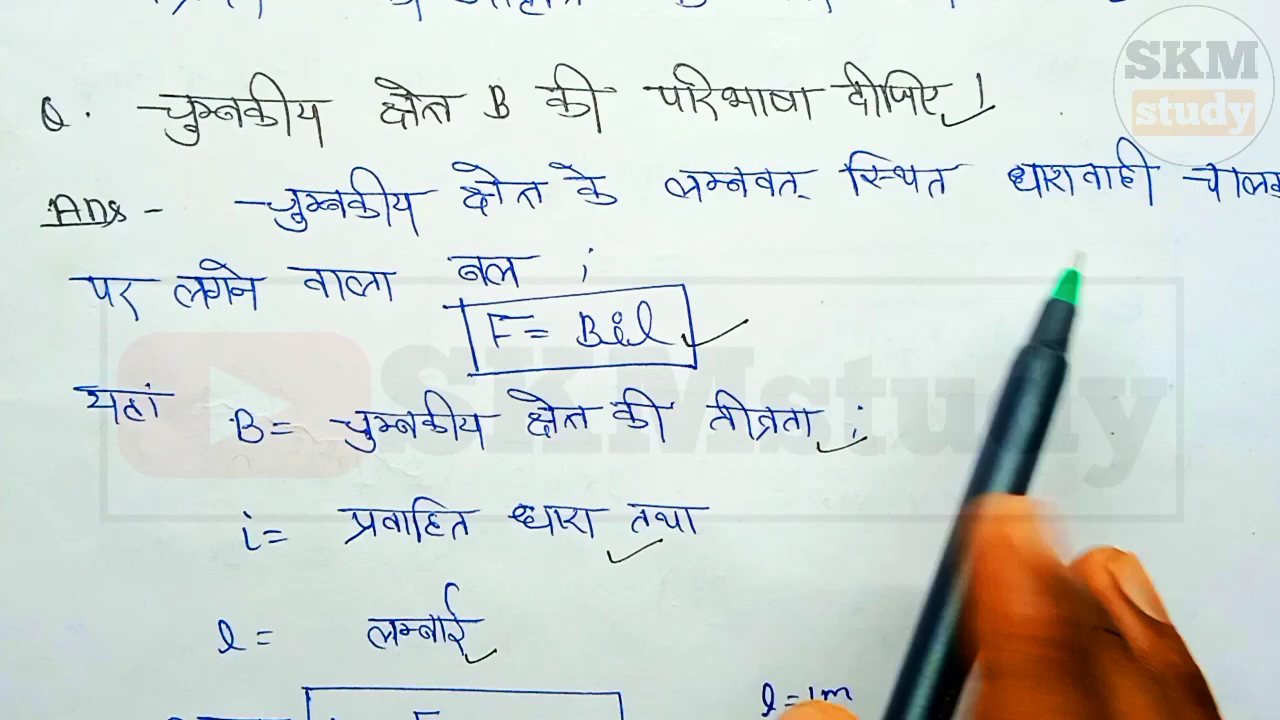 SKM
study
Q. चुम्बकीय क्षेत्र B की परिभाषा दीजिए।
Ans - चुम्बकीय क्षेत्र के लम्बवत् स्थित धारावाही चालक
पर लगने वाला बल ;
F = Bil
SKMstudy
यहां B = चुम्बकीय क्षेत्र की तीव्रता ;
i = प्रवाहित धारा तथा
l = लम्बाई
l = 1m
F